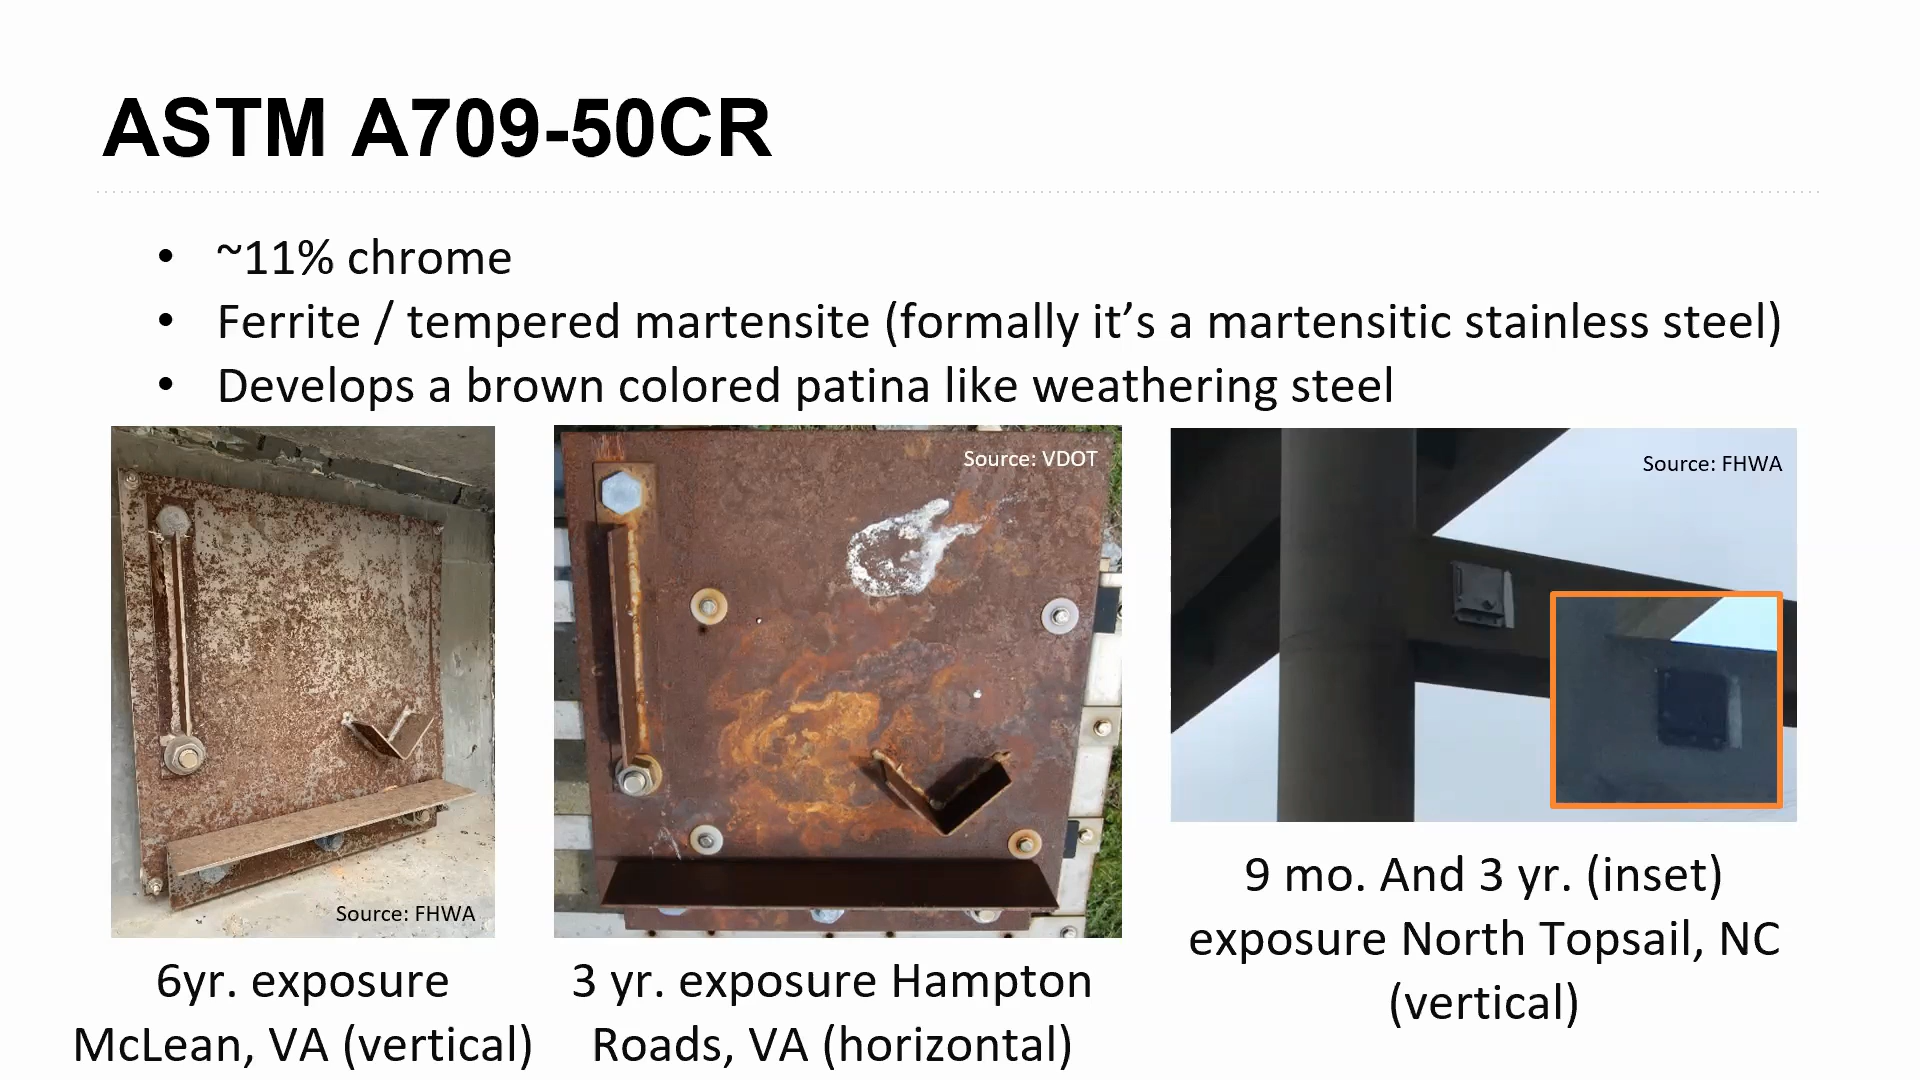 ASTM A709-50CR
• ~11% chrome
• Ferrite / tempered martensite (formally it’s a martensitic stainless steel)
• Develops a brown colored patina like weathering steel
Source: FHWA
6yr. exposure
McLean, VA (vertical)
Source: VDOT
3 yr. exposure Hampton
Roads, VA (horizontal)
Source: FHWA
9 mo. And 3 yr. (inset)
exposure North Topsail, NC
(vertical)